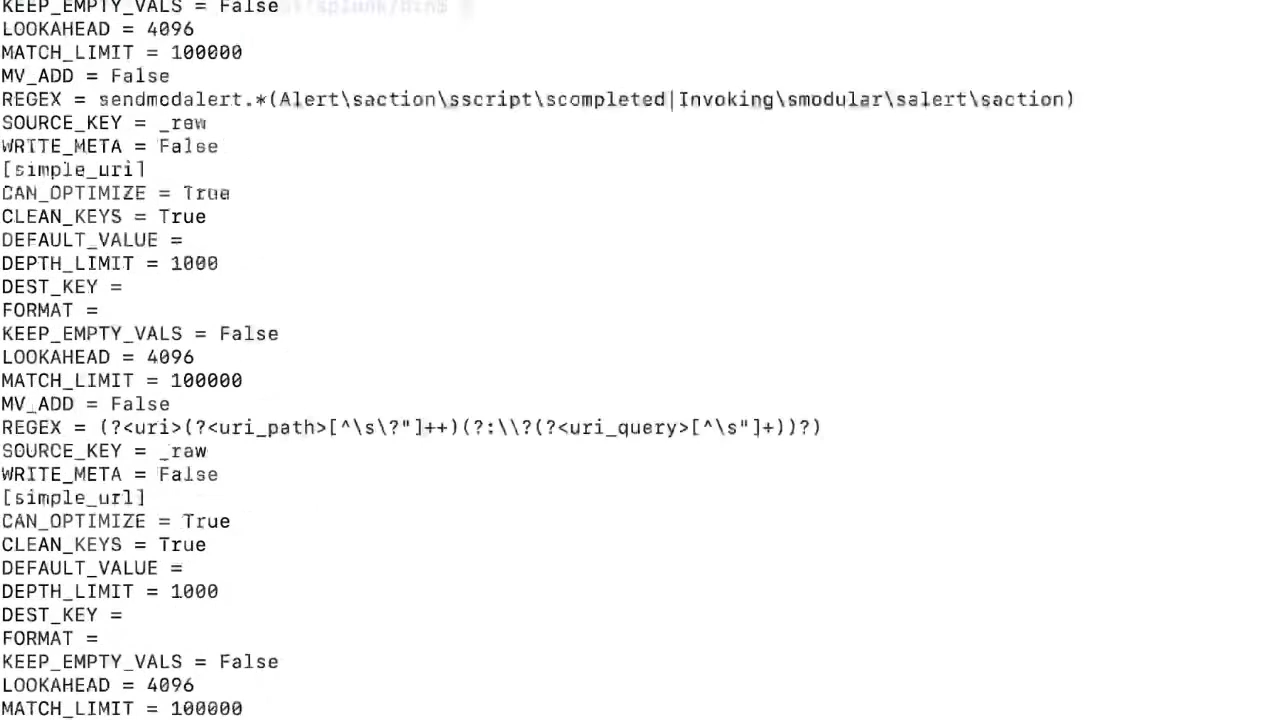 KEEP_EMPTY_VALS = False
LOOKAHEAD = 4096
MATCH_LIMIT = 100000
MV_ADD = False
REGEX = sendmodalert.*(Alert\saction\sscript\scompleted|Invoking\smodular\salert\saction)
SOURCE_KEY = _raw
WRITE_META = False
[simple_uri]
CAN_OPTIMIZE = True
CLEAN_KEYS = True
DEFAULT_VALUE =
DEPTH_LIMIT = 1000
DEST_KEY =
FORMAT =
KEEP_EMPTY_VALS = False
LOOKAHEAD = 4096
MATCH_LIMIT = 100000
MV_ADD = False
REGEX = (?<uri>(?<uri_path>[^\s\?"]++)(?:\\?(?<uri_query>[^\s"]+))?)
SOURCE_KEY = _raw
WRITE_META = False
[simple_url]
CAN_OPTIMIZE = True
CLEAN_KEYS = True
DEFAULT_VALUE =
DEPTH_LIMIT = 1000
DEST_KEY =
FORMAT =
KEEP_EMPTY_VALS = False
LOOKAHEAD = 4096
MATCH_LIMIT = 100000